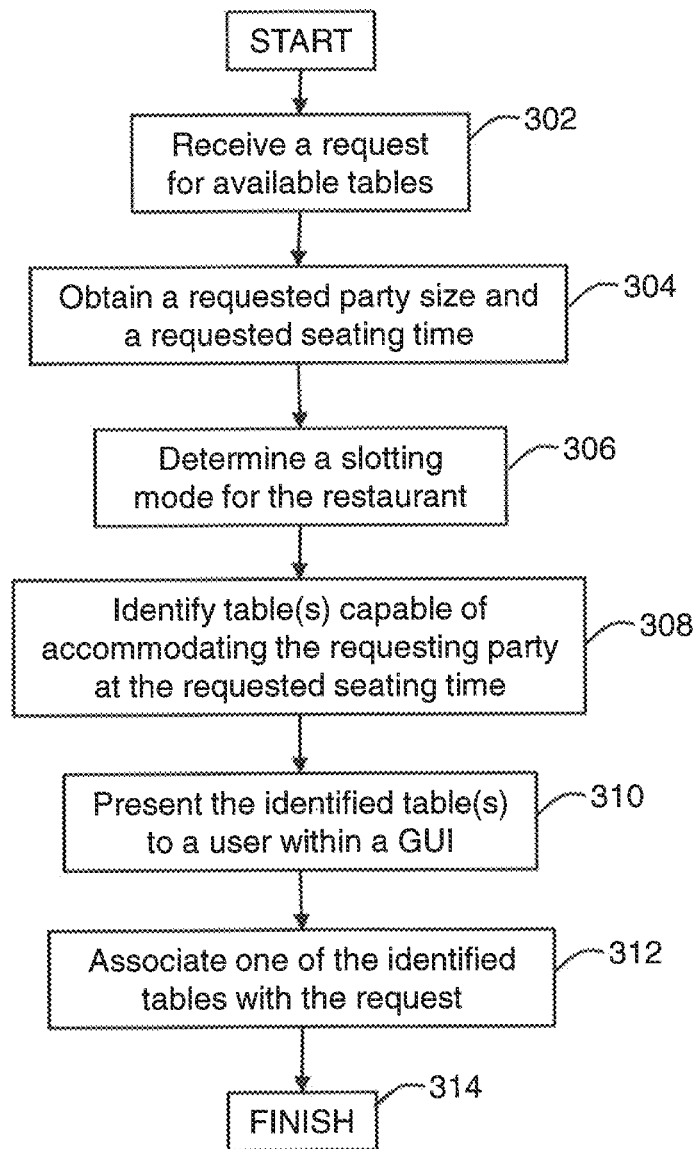 START
302
Receive a request
for available tables
304
Obtain a requested party size and
a requested seating time
306
Determine a slotting
mode for the restaurant
308
Identify table(s) capable of
accommodating the requesting party
at the requested seating time
310
Present the identified table(s)
to a user within a GUI
312
Associate one of the identified
tables with the request
314
FINISH